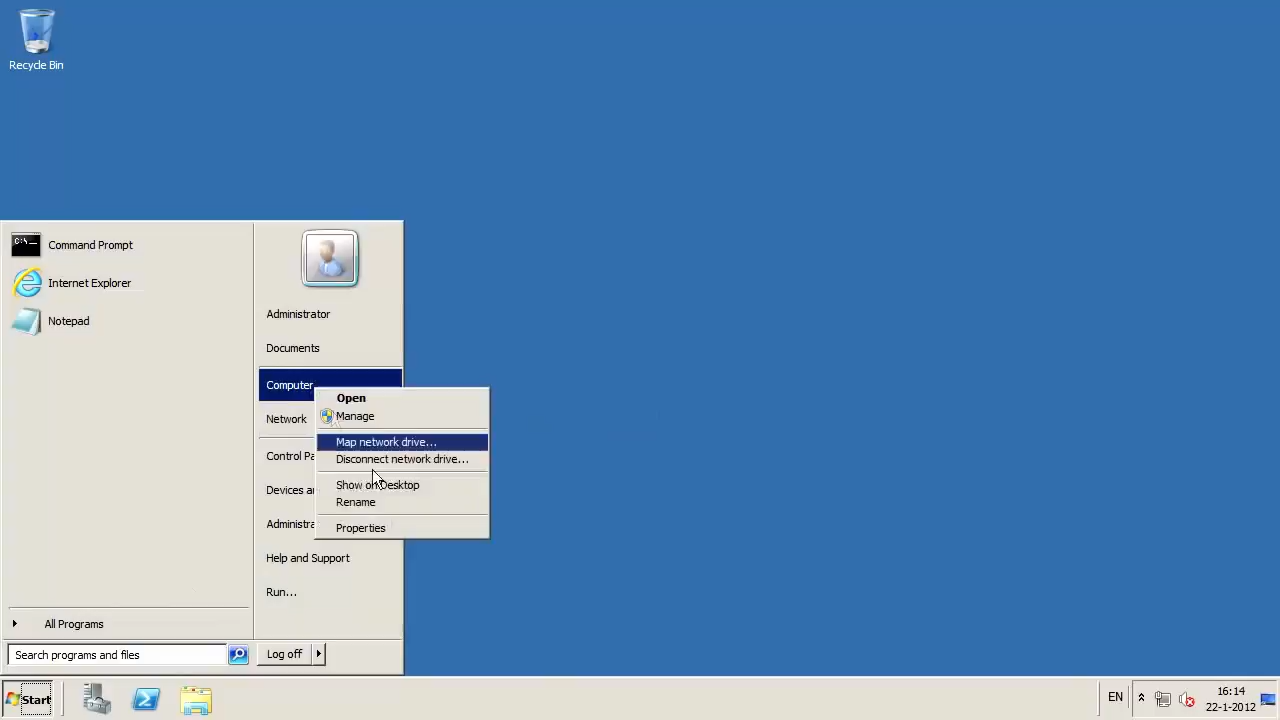 Recycle Bin
Command Prompt
Internet Explorer
Notepad
All Programs
Search programs and files
Administrator
Documents
Computer
Network
Control Pa
Devices a
Administra
Help and Support
Run...
Log off
Open
Manage
Map network drive...
Disconnect network drive...
Show on Desktop
Rename
Properties
Start
EN
16:14
22-1-2012